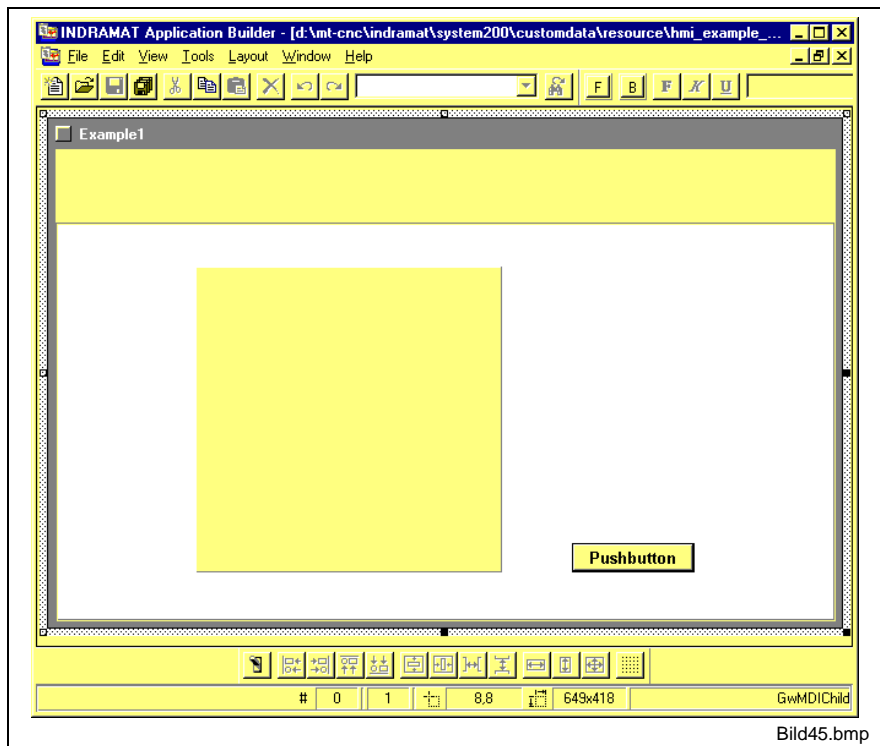 INDRAMAT Application Builder - [d:\mt-cnc\indramat\system200\customdata\resource\hmi_example_...
File Edit View Tools Layout Window Help
F B F K U
Example1
Pushbutton
# 0 1 8,8 649x418 GwMDIChild
Bild45.bmp